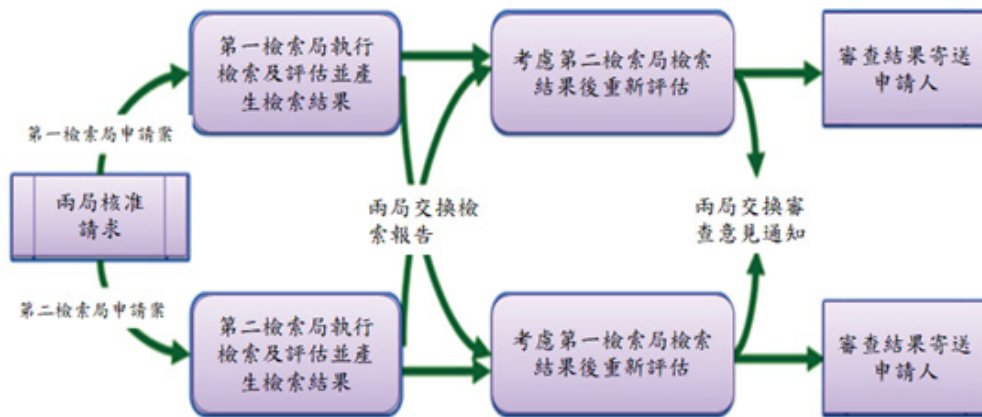 第一檢索局執行
檢索及評估並產
生檢索結果
考慮第二檢索局檢索
結果後重新評估
審查結果寄送
申請人
第一檢索局申請案
兩局核准
請求
兩局交換檢
索報告
兩局交換審
查意見通知
第二檢索局申請案
第二檢索局執行
檢索及評估並產
生檢索結果
考慮第一檢索局檢索
結果後重新評估
審查結果寄送
申請人